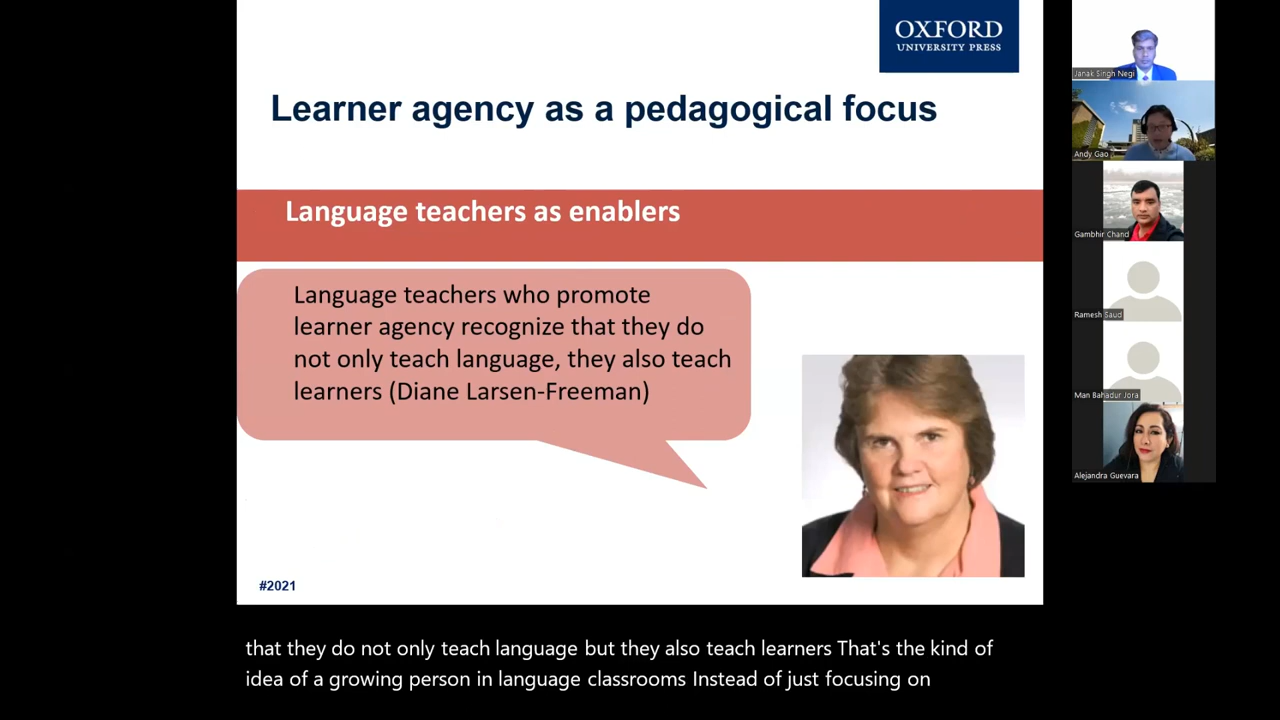 OXFORD
UNIVERSITY PRESS
Learner agency as a pedagogical focus
Language teachers as enablers
Language teachers who promote
learner agency recognize that they do
not only teach language, they also teach
learners (Diane Larsen-Freeman)
#2021
that they do not only teach language but they also teach learners That's the kind of
idea of a growing person in language classrooms Instead of just focusing on
Janak Singh Negi
Andy Gao
Gambhir Chand
Ramesh Saud
Man Bahadur Jora
Alejandra Guevara